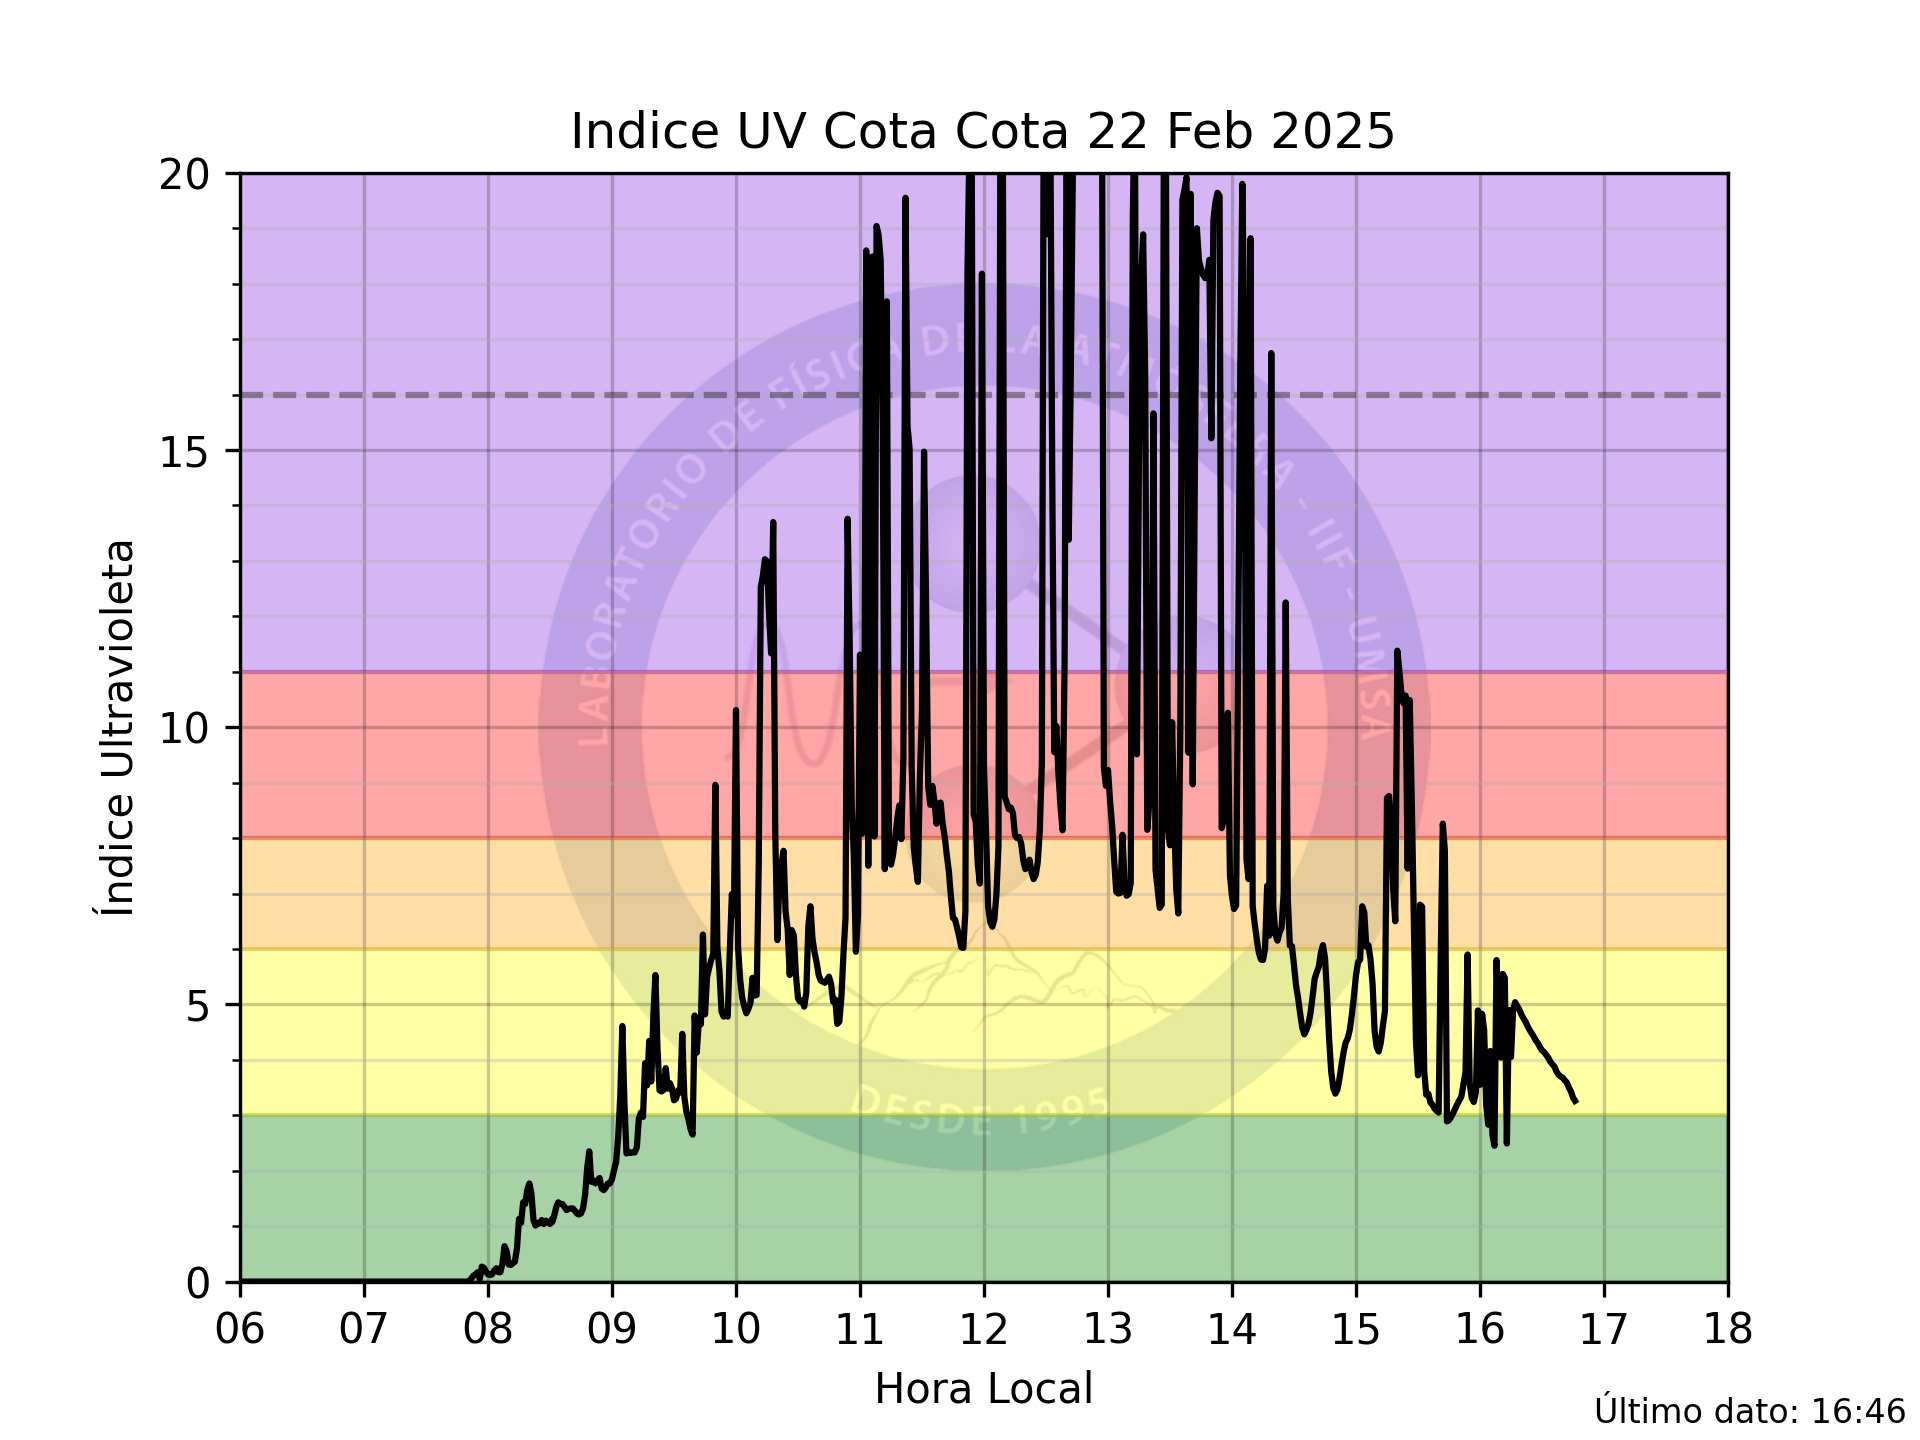 Indice UV Cota Cota 22 Feb 2025
20
15
10
5
0
Índice Ultravioleta
LABORATORIO DE FÍSICA DE LA ATMÓSFERA - IIF - UMSA
DESDE 1995
06 07 08 09 10 11 12 13 14 15 16 17 18
Hora Local
Último dato: 16:46